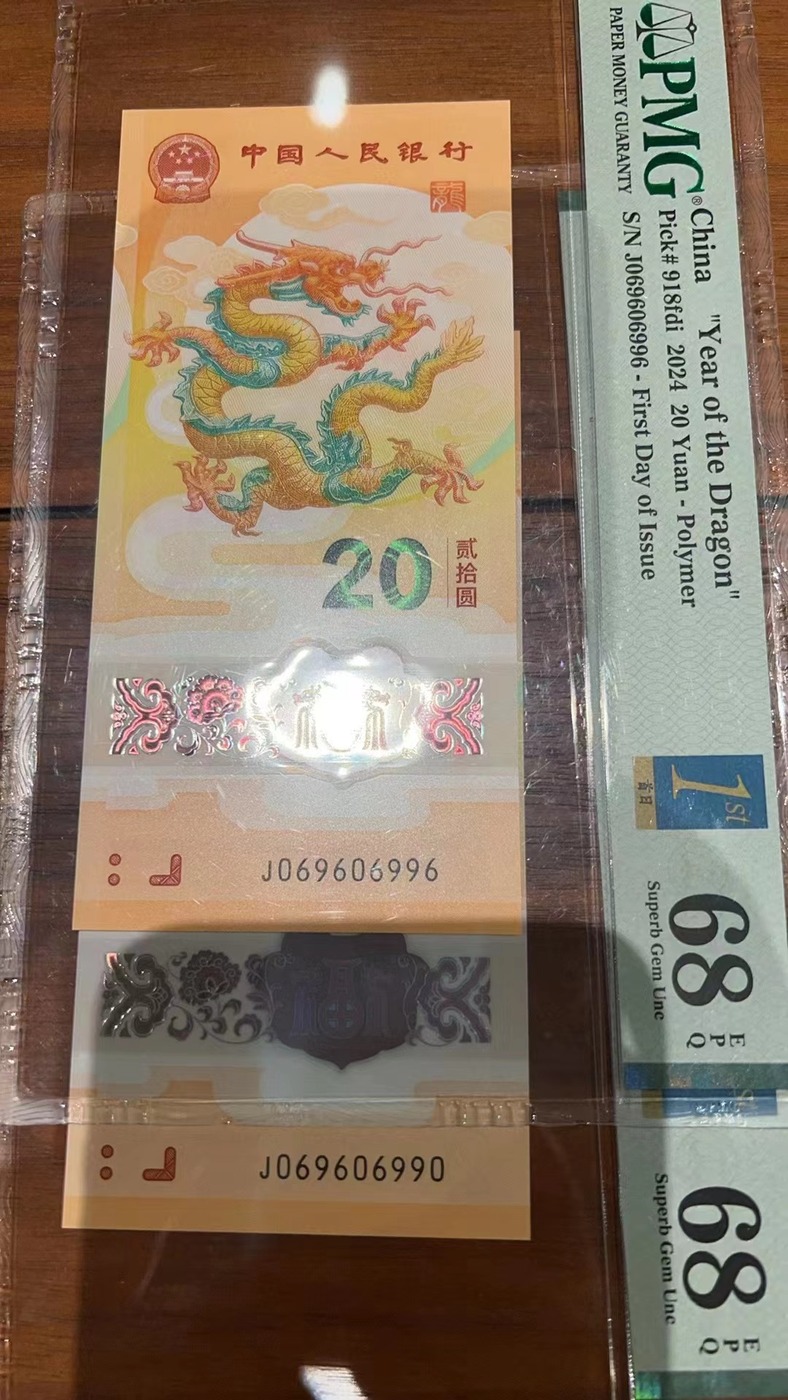 中国人民银行
龍
20
贰拾圆
J069606996
J069606990
PMG
PAPER MONEY GUARANTY
China "Year of the Dragon"
Pick# 918fdi 2024 20 Yuan - Polymer
S/N J069606996 - First Day of Issue
1st
首日
68 EPQ
Superb Gem Unc
68 EPQ
Superb Gem Unc